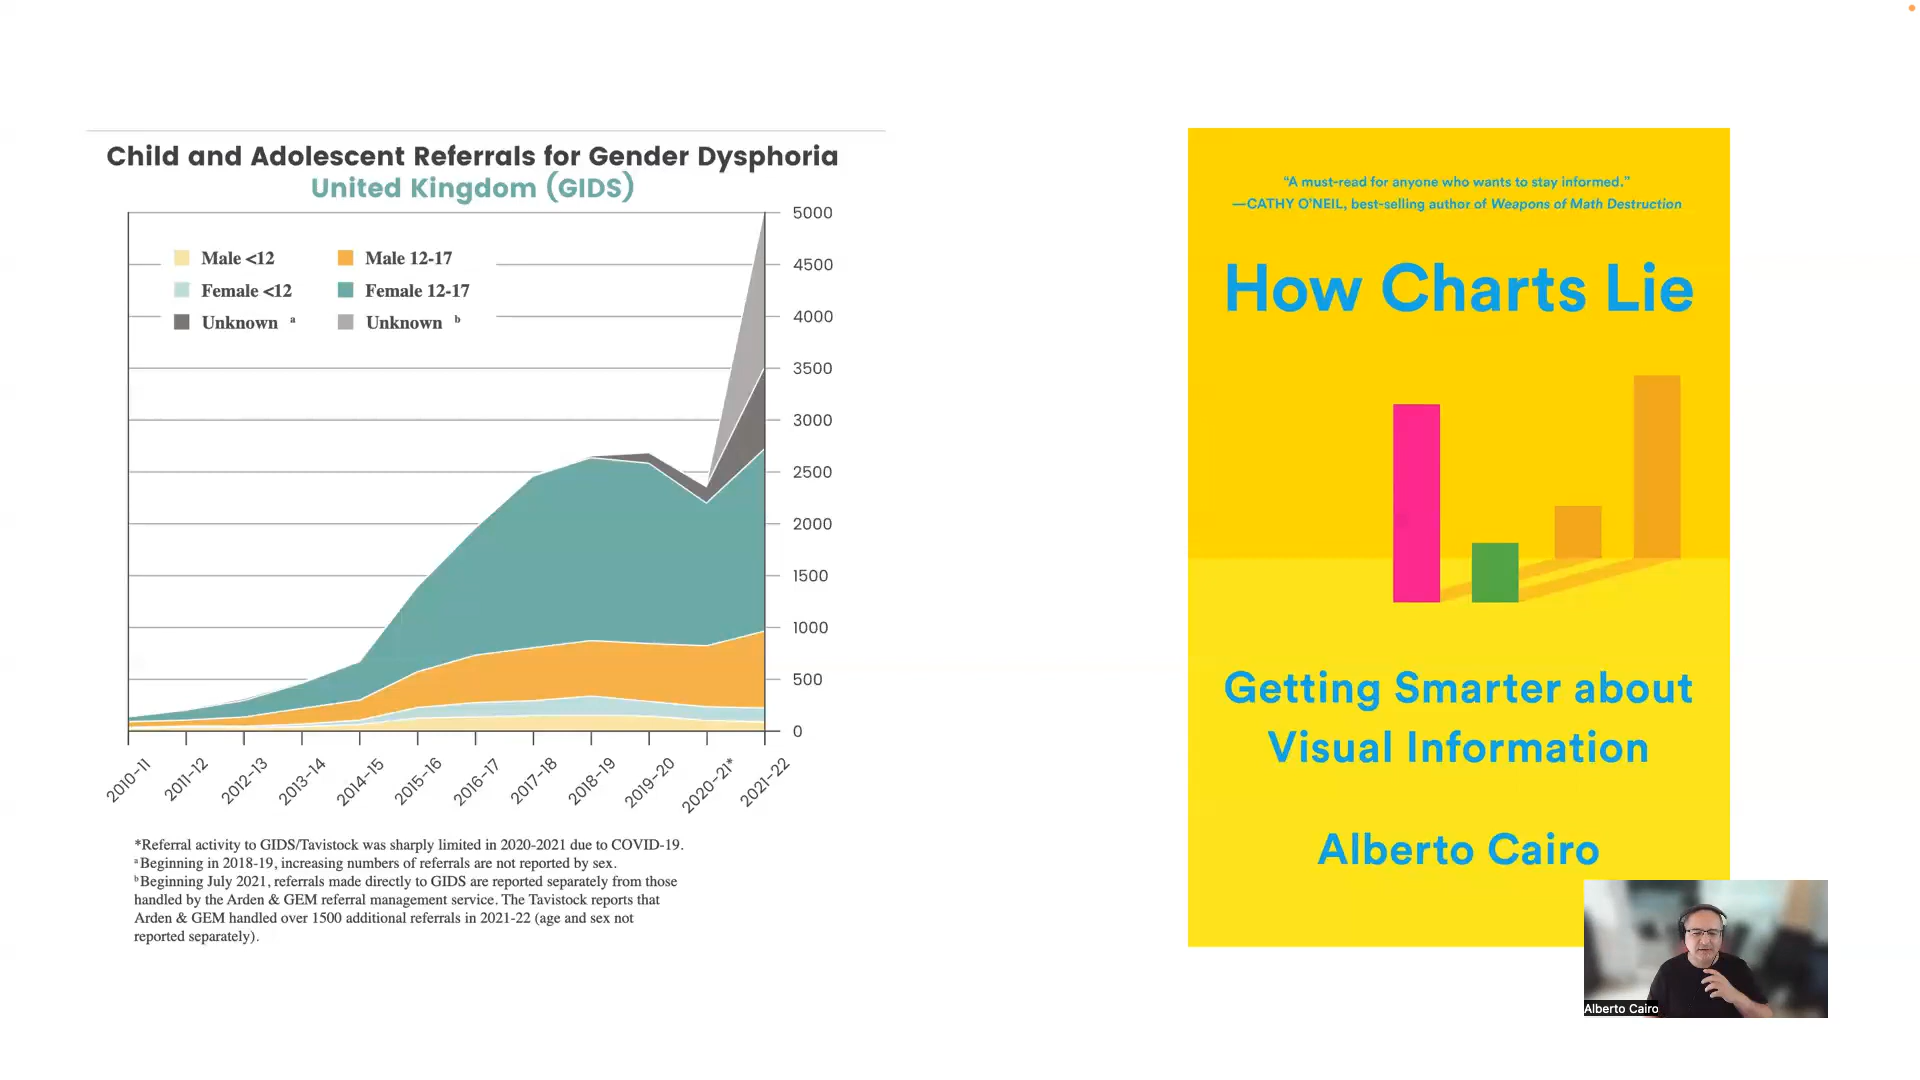 Child and Adolescent Referrals for Gender Dysphoria
United Kingdom (GIDS)
Male <12
Male 12-17
Female <12
Female 12-17
Unknown a
Unknown b
5000
4500
4000
3500
3000
2500
2000
1500
1000
500
0
2010-11
2011-12
2012-13
2013-14
2014-15
2015-16
2016-17
2017-18
2018-19
2019-20
2020-21*
2021-22
*Referral activity to GIDS/Tavistock was sharply limited in 2020-2021 due to COVID-19.
a Beginning in 2018-19, increasing numbers of referrals are not reported by sex.
b Beginning July 2021, referrals made directly to GIDS are reported separately from those
handled by the Arden & GEM referral management service. The Tavistock reports that
Arden & GEM handled over 1500 additional referrals in 2021-22 (age and sex not
reported separately).
“A must-read for anyone who wants to stay informed.”
—CATHY O’NEIL, best-selling author of Weapons of Math Destruction
How Charts Lie
Getting Smarter about
Visual Information
Alberto Cairo
Alberto Cairo